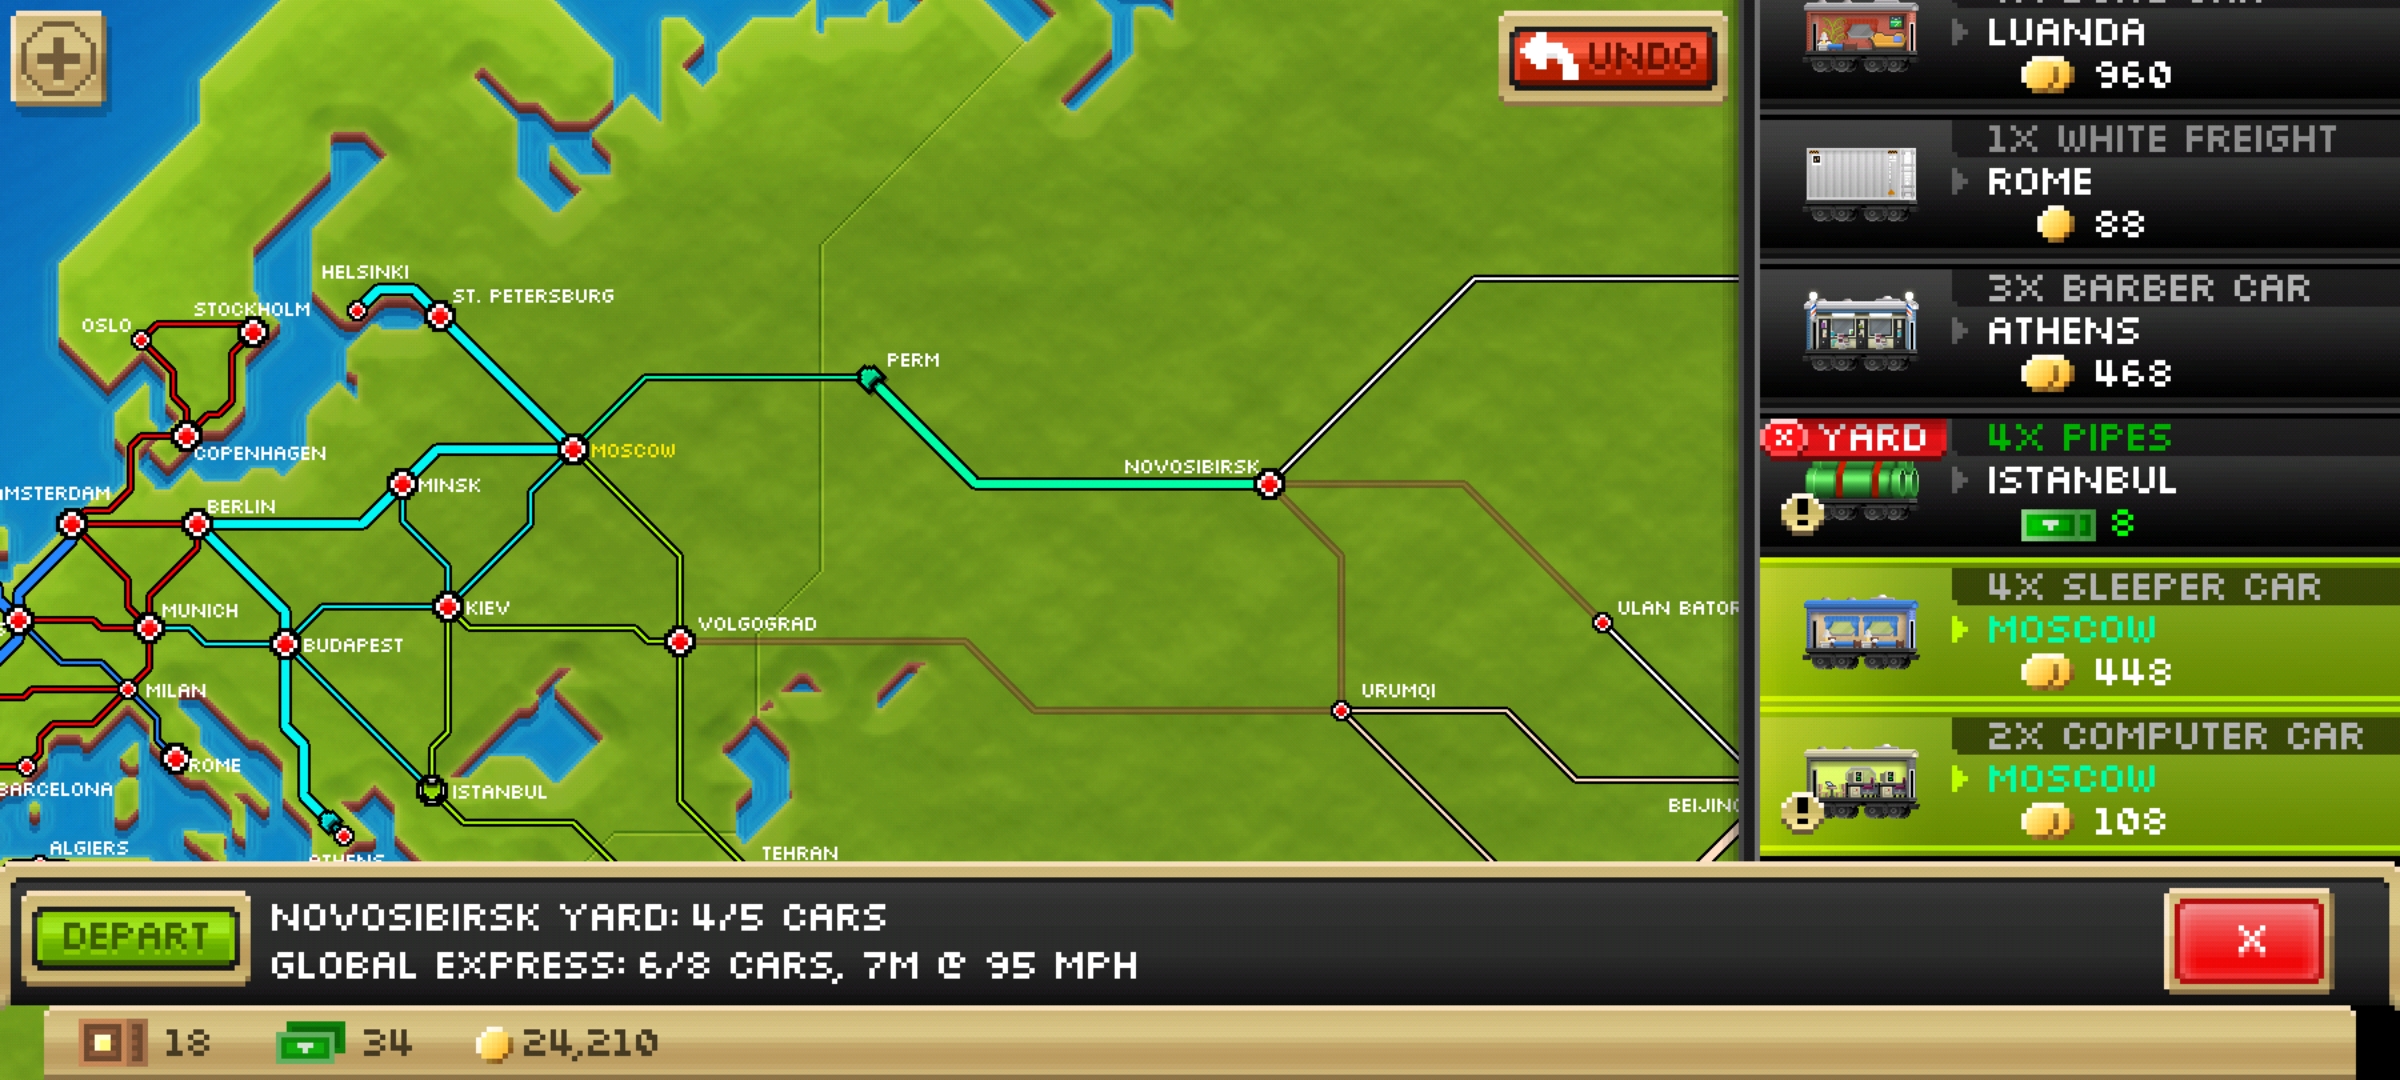 UNDO
LUANDA
960
1X WHITE FREIGHT
ROME
88
3X BARBER CAR
ATHENS
468
YARD
4X PIPES
ISTANBUL
8
4X SLEEPER CAR
MOSCOW
448
2X COMPUTER CAR
MOSCOW
108
HELSINKI
ST. PETERSBURG
STOCKHOLM
OSLO
PERM
MOSCOW
COPENHAGEN
NOVOSIBIRSK
MINSK
AMSTERDAM
BERLIN
MUNICH
KIEV
ULAN BATOR
VOLGOGRAD
BUDAPEST
MILAN
URUMQI
ROME
BARCELONA
ISTANBUL
BEIJING
ALGIERS
ATHENS
TEHRAN
DEPART
NOVOSIBIRSK YARD: 4/5 CARS
GLOBAL EXPRESS: 6/8 CARS, 7M @ 95 MPH
X
18
34
24,210